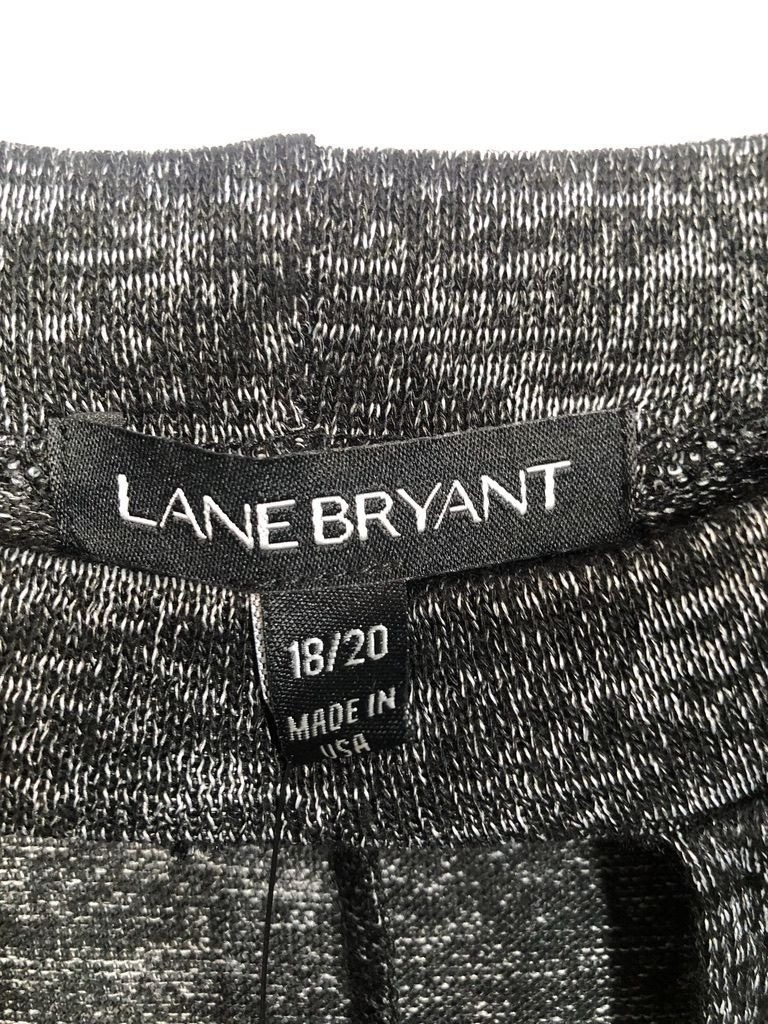 LANE BRYANT
18/20
MADE IN
USA